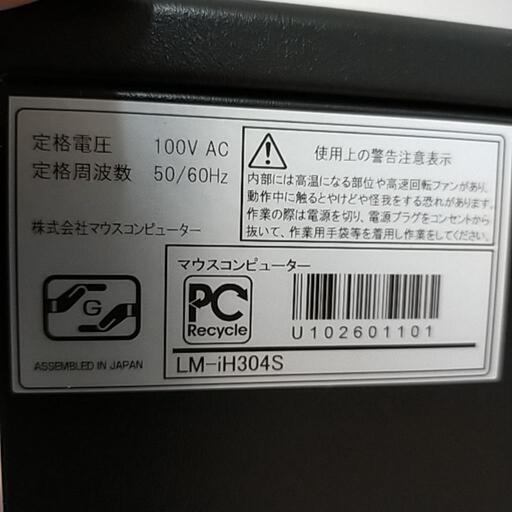 定格電圧 100V AC
定格周波数 50/60Hz
株式会社マウスコンピューター
使用上の警告注意表示
内部には高温になる部位や高速回転ファンがあり、
動作中に触るとやけどや怪我をする恐れがあります。
作業の際は電源を切り、電源プラグをコンセントから
抜いて、作業用手袋等を着用し作業をしてください。
G
ASSEMBLED IN JAPAN
マウスコンピューター
PC
Recycle
U102601101
LM-iH304S